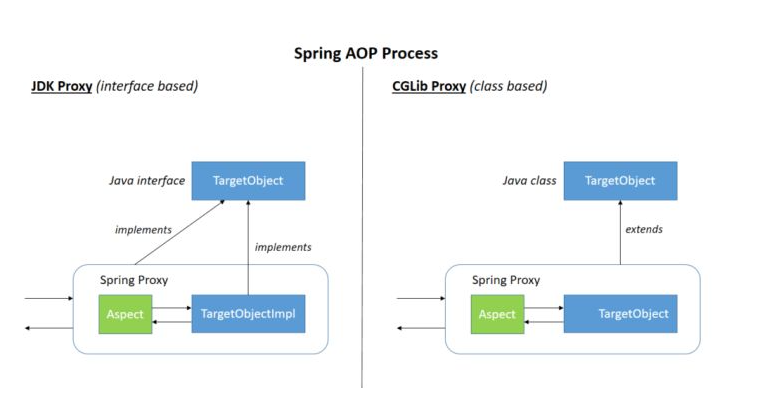 Spring AOP Process
JDK Proxy (interface based)
Java interface
TargetObject
implements
implements
Spring Proxy
Aspect
TargetObjectImpl
CGLib Proxy (class based)
Java class
TargetObject
extends
Spring Proxy
Aspect
TargetObject